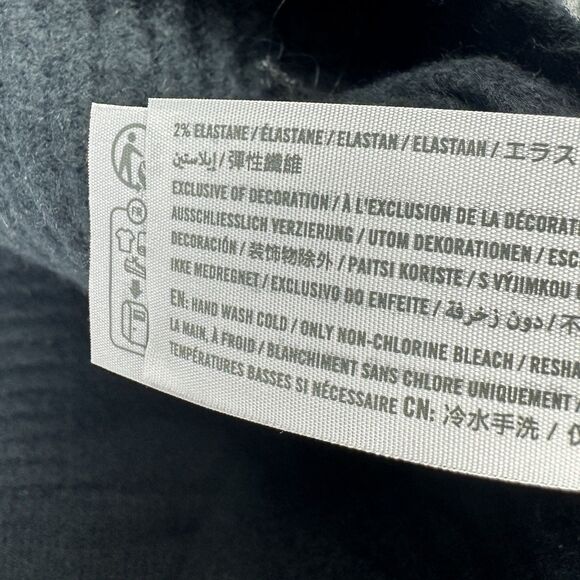 2% ELASTANE / ÉLASTANE / ELASTAN / ELASTAAN / エラス
إيلاستين / 彈性纖維
EXCLUSIVE OF DECORATION / À L'EXCLUSION DE LA DÉCORAT
AUSSCHLIESSLICH VERZIERUNG / UTOM DEKORATIONEN / ESC
DECORACIÓN / 装饰物除外 / PAITSI KORISTE / S VÝJIMKOU
IKKE MEDREGNET / EXCLUSIVO DO ENFEITE / دون زخرفة / 不
EN: HAND WASH COLD / ONLY NON-CHLORINE BLEACH / RESHA
LA MAIN, À FROID / BLANCHIMENT SANS CHLORE UNIQUEMENT
TEMPÉRATURES BASSES SI NÉCESSAIRE CN: 冷水手洗 /